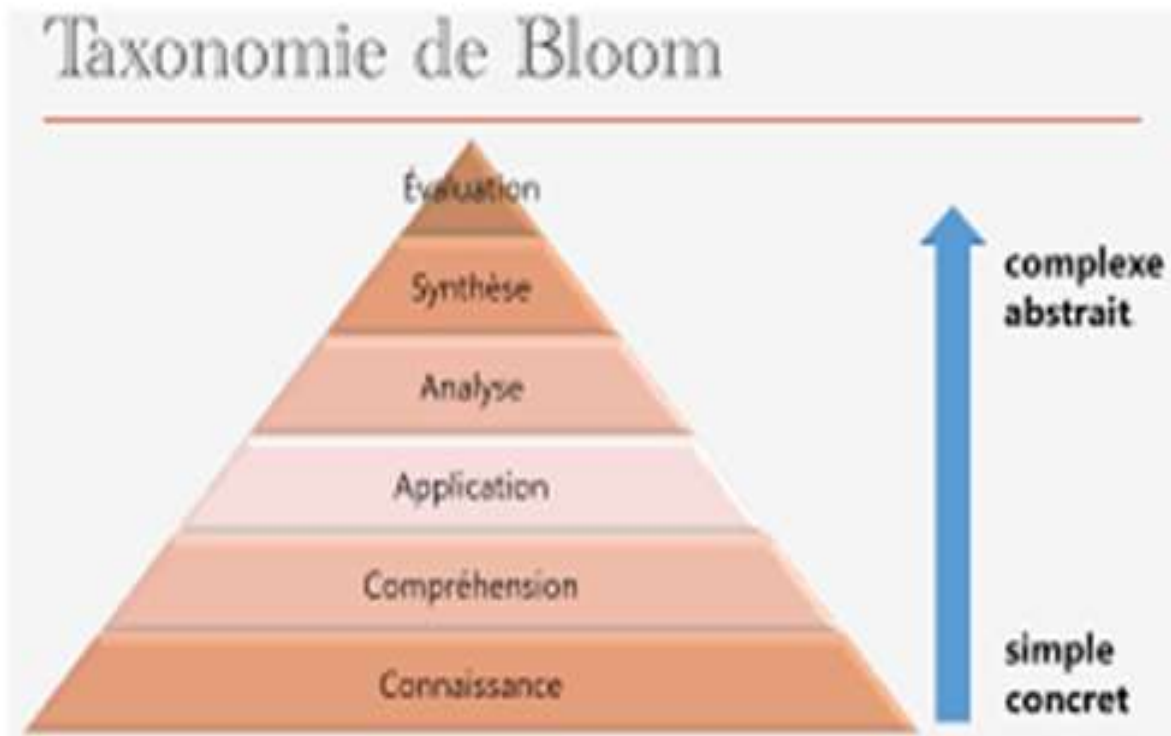 Taxonomie de Bloom
Évaluation
Synthèse
Analyse
Application
Compréhension
Connaissance
complexe
abstrait
simple
concret